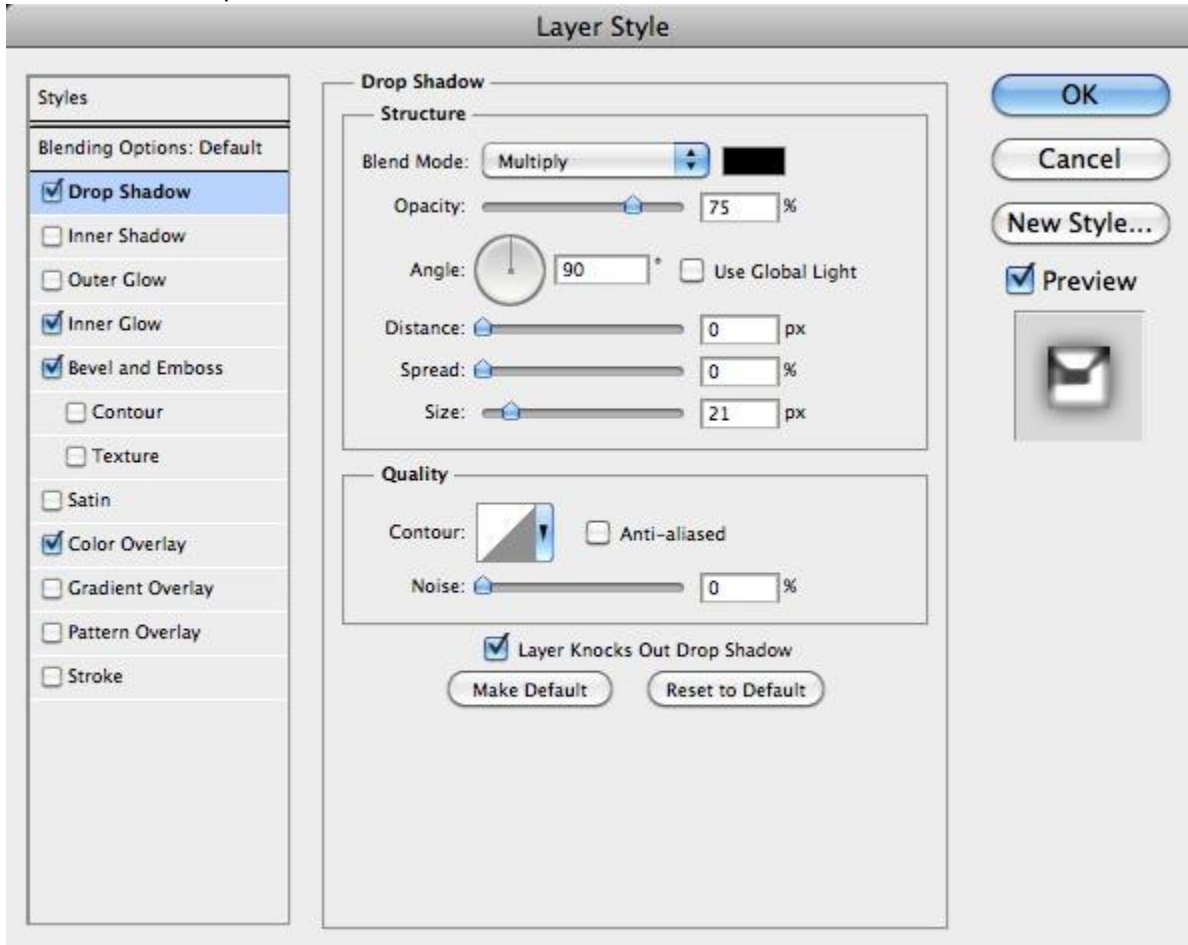 Layer Style
Styles
Blending Options: Default
Drop Shadow
Inner Shadow
Outer Glow
Inner Glow
Bevel and Emboss
Contour
Texture
Satin
Color Overlay
Gradient Overlay
Pattern Overlay
Stroke
Drop Shadow
Structure
Blend Mode: Multiply
Opacity: 75 %
Angle: 90 ° Use Global Light
Distance: 0 px
Spread: 0 %
Size: 21 px
Quality
Contour: Anti-aliased
Noise: 0 %
Layer Knocks Out Drop Shadow
Make Default Reset to Default
OK
Cancel
New Style...
Preview